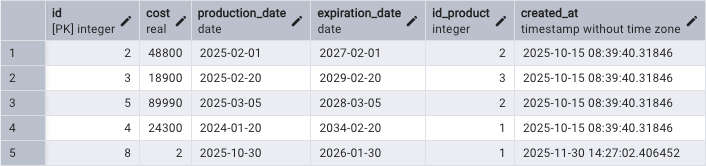 id cost production_date expiration_date id_product created_at
[PK] integer real date date integer timestamp without time zone
1 2 48800 2025-02-01 2027-02-01 2 2025-10-15 08:39:40.31846
2 3 18900 2025-02-20 2029-02-20 3 2025-10-15 08:39:40.31846
3 5 89990 2025-03-05 2028-03-05 2 2025-10-15 08:39:40.31846
4 4 24300 2024-01-20 2034-02-20 1 2025-10-15 08:39:40.31846
5 8 2 2025-10-30 2026-01-30 1 2025-11-30 14:27:02.406452